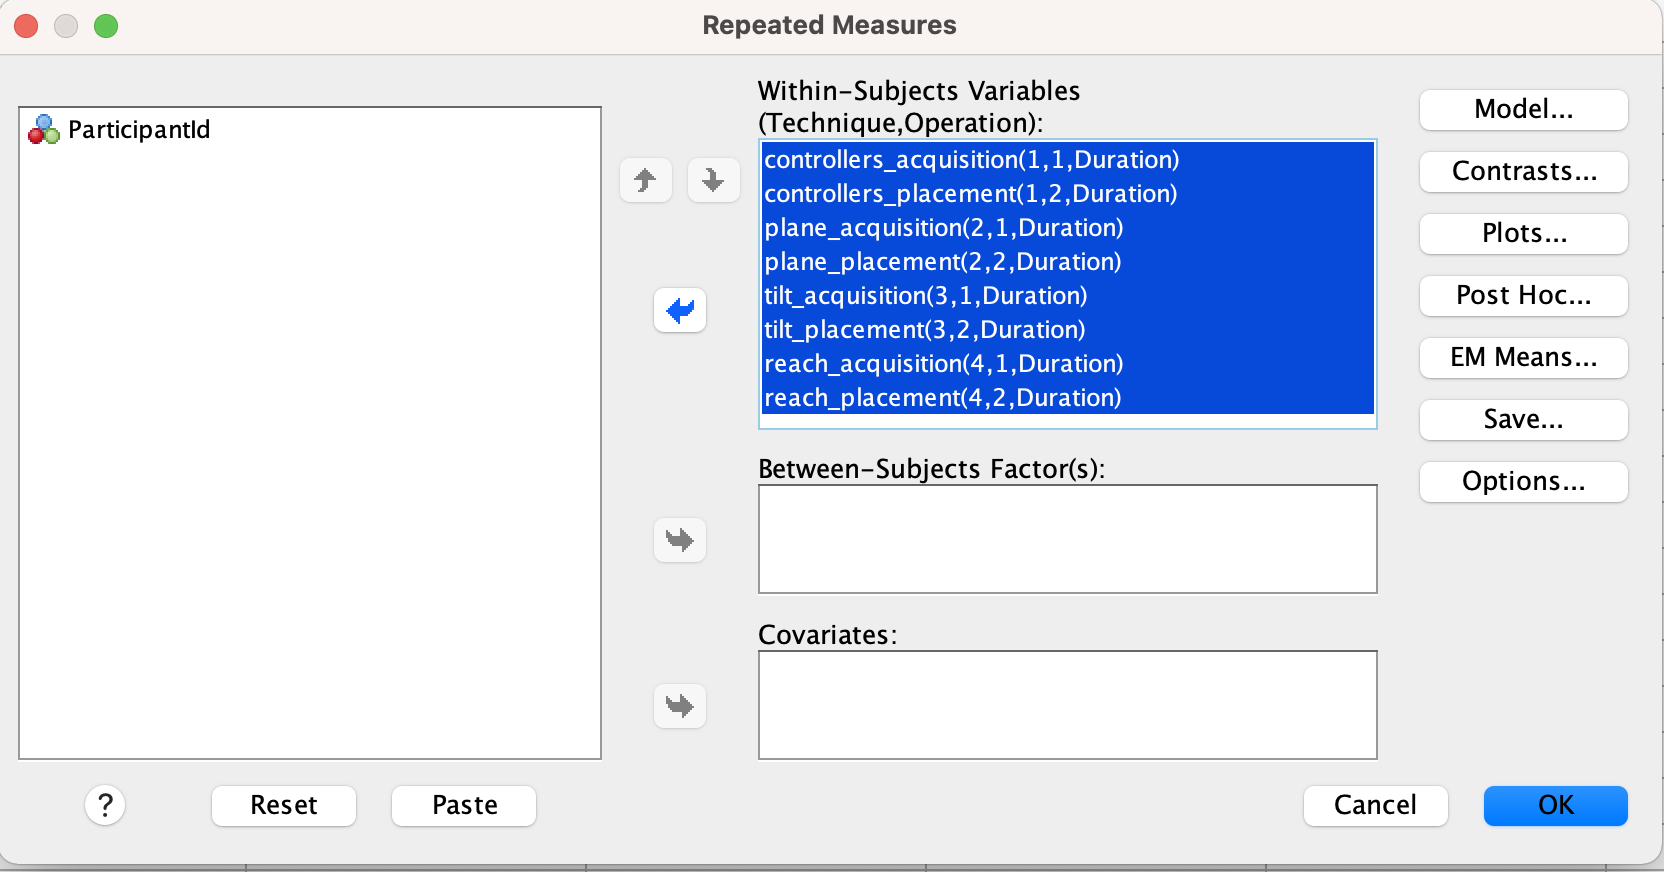 Repeated Measures
ParticipantId
Within-Subjects Variables
(Technique,Operation):
controllers_acquisition(1,1,Duration)
controllers_placement(1,2,Duration)
plane_acquisition(2,1,Duration)
plane_placement(2,2,Duration)
tilt_acquisition(3,1,Duration)
tilt_placement(3,2,Duration)
reach_acquisition(4,1,Duration)
reach_placement(4,2,Duration)
Between-Subjects Factor(s):
Covariates:
Model...
Contrasts...
Plots...
Post Hoc...
EM Means...
Save...
Options...
?
Reset
Paste
Cancel
OK